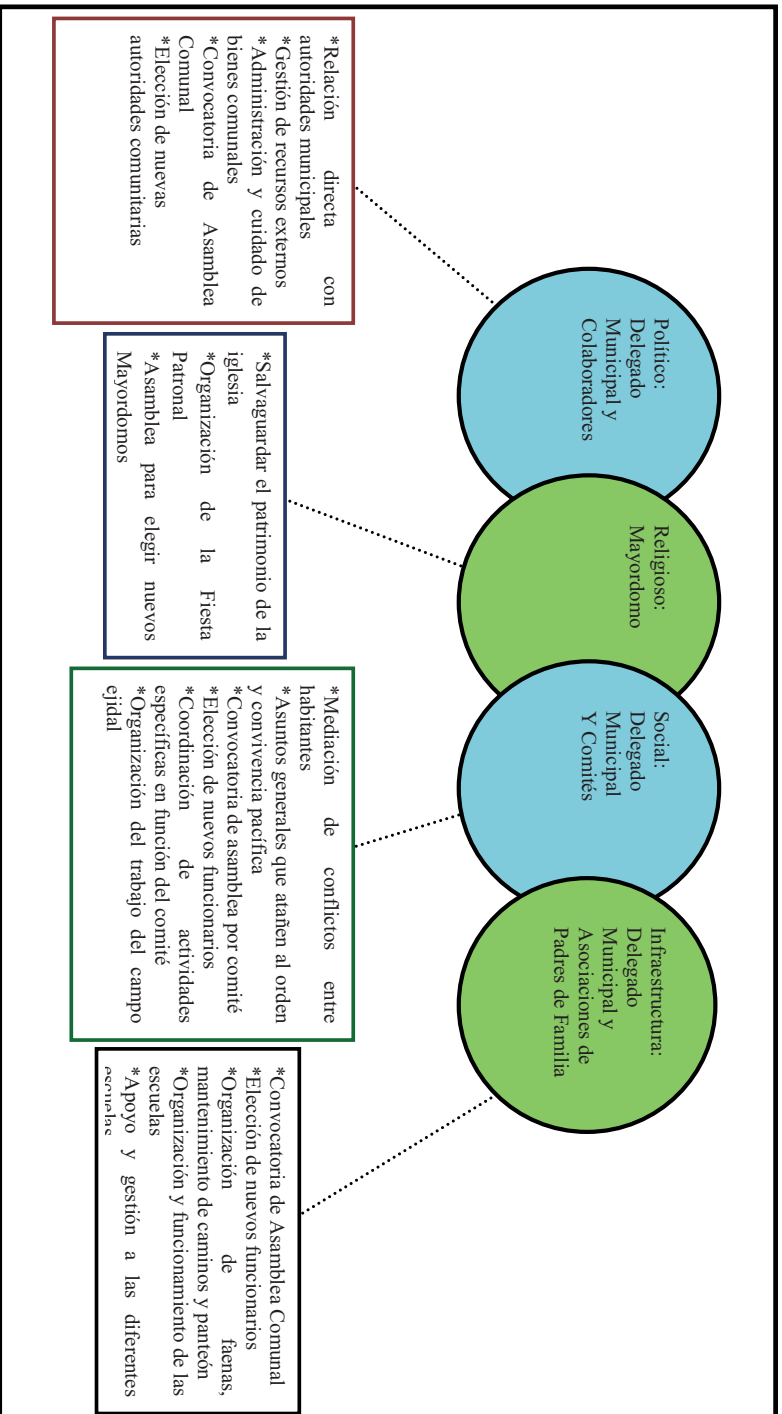 Político:
Delegado
Municipal y
Colaboradores
Religioso:
Mayordomo
Social:
Delegado
Municipal
Y Comités
Infraestructura:
Delegado
Municipal y
Asociaciones de
Padres de Familia
*Relación directa con
autoridades municipales
*Gestión de recursos externos
*Administración y cuidado de
bienes comunales
*Convocatoria de Asamblea
Comunal
*Elección de nuevas
autoridades comunitarias
*Salvaguardar el patrimonio de la
iglesia
*Organización de la Fiesta
Patronal
*Asamblea para elegir nuevos
Mayordomos
*Mediación de conflictos entre
habitantes
*Asuntos generales que atañen al orden
y convivencia pacífica
*Convocatoria de asamblea por comité
*Elección de nuevos funcionarios
*Coordinación de actividades
específicas en función del comité
*Organización del trabajo del campo
ejidal
*Convocatoria de Asamblea Comunal
*Elección de nuevos funcionarios
*Organización de faenas,
mantenimiento de caminos y panteón
*Organización y funcionamiento de las
escuelas
*Apoyo y gestión a las diferentes
escuelas